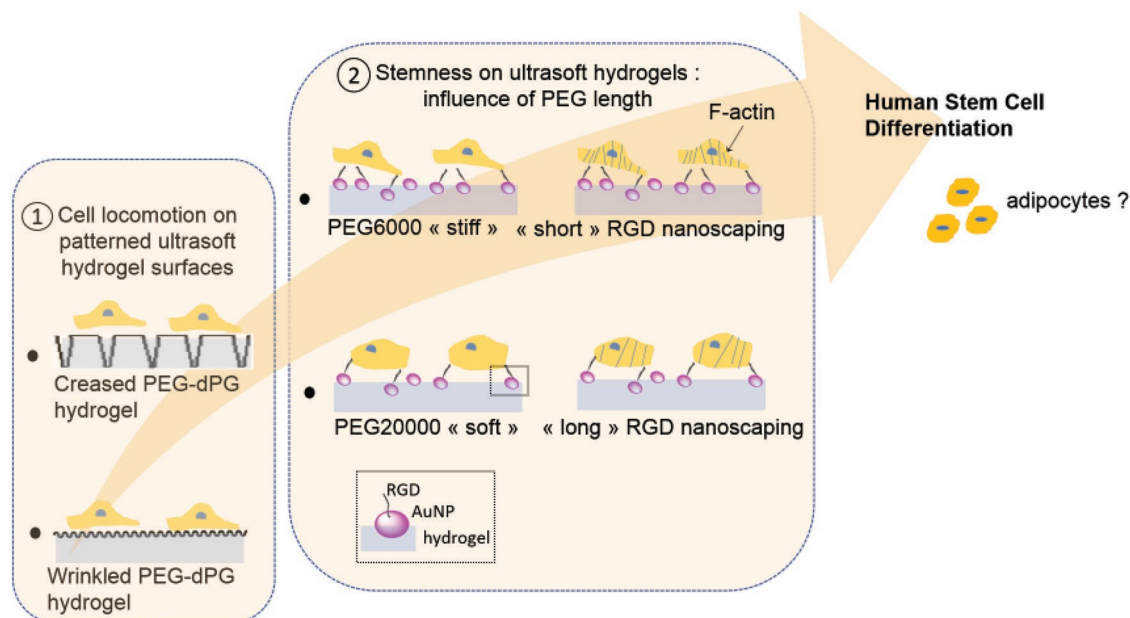 ① Cell locomotion on
patterned ultrasoft
hydrogel surfaces
• Creased PEG-dPG
hydrogel
• Wrinkled PEG-dPG
hydrogel
② Stemness on ultrasoft hydrogels :
influence of PEG length
F-actin
• PEG6000 « stiff » « short » RGD nanoscaping
• PEG20000 « soft » « long » RGD nanoscaping
RGD
AuNP
hydrogel
Human Stem Cell
Differentiation
adipocytes ?